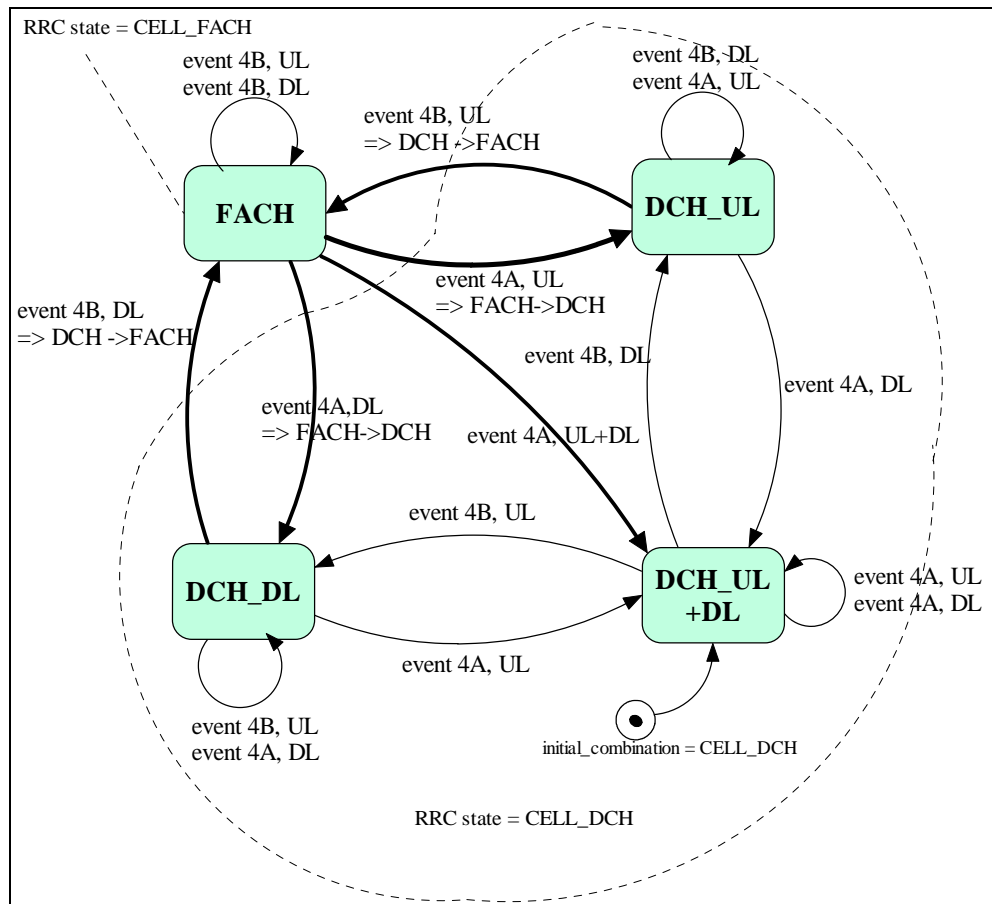 RRC state = CELL_FACH
event 4B, UL
event 4B, DL
event 4B, DL
event 4A, UL
event 4B, UL
=> DCH ->FACH
FACH
DCH_UL
event 4A, UL
=> FACH->DCH
event 4B, DL
=> DCH ->FACH
event 4B, DL
event 4A, DL
event 4A,DL
=> FACH->DCH
event 4A, UL+DL
event 4B, UL
DCH_DL
DCH_UL
+DL
event 4A, UL
event 4A, DL
event 4A, UL
event 4B, UL
event 4A, DL
initial_combination = CELL_DCH
RRC state = CELL_DCH